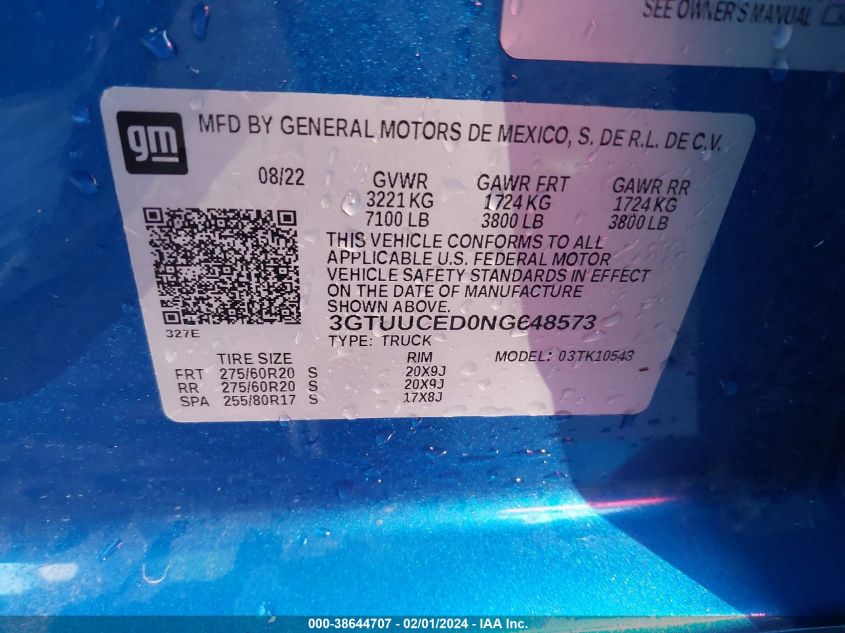 SEE OWNER'S MANUAL
gm
MFD BY GENERAL MOTORS DE MEXICO, S. DE R.L. DE C.V.
08/22 GVWR GAWR FRT GAWR RR
3221 KG 1724 KG 1724 KG
7100 LB 3800 LB 3800 LB
THIS VEHICLE CONFORMS TO ALL
APPLICABLE U.S. FEDERAL MOTOR
VEHICLE SAFETY STANDARDS IN EFFECT
ON THE DATE OF MANUFACTURE
SHOWN ABOVE.
327E
3GTUUCED0NG648573
TYPE: TRUCK MODEL: 03TK10543
TIRE SIZE RIM
FRT 275/60R20 S 20X9J
RR 275/60R20 S 20X9J
SPA 255/80R17 S 17X8J
000-38644707 - 02/01/2024 - IAA Inc.